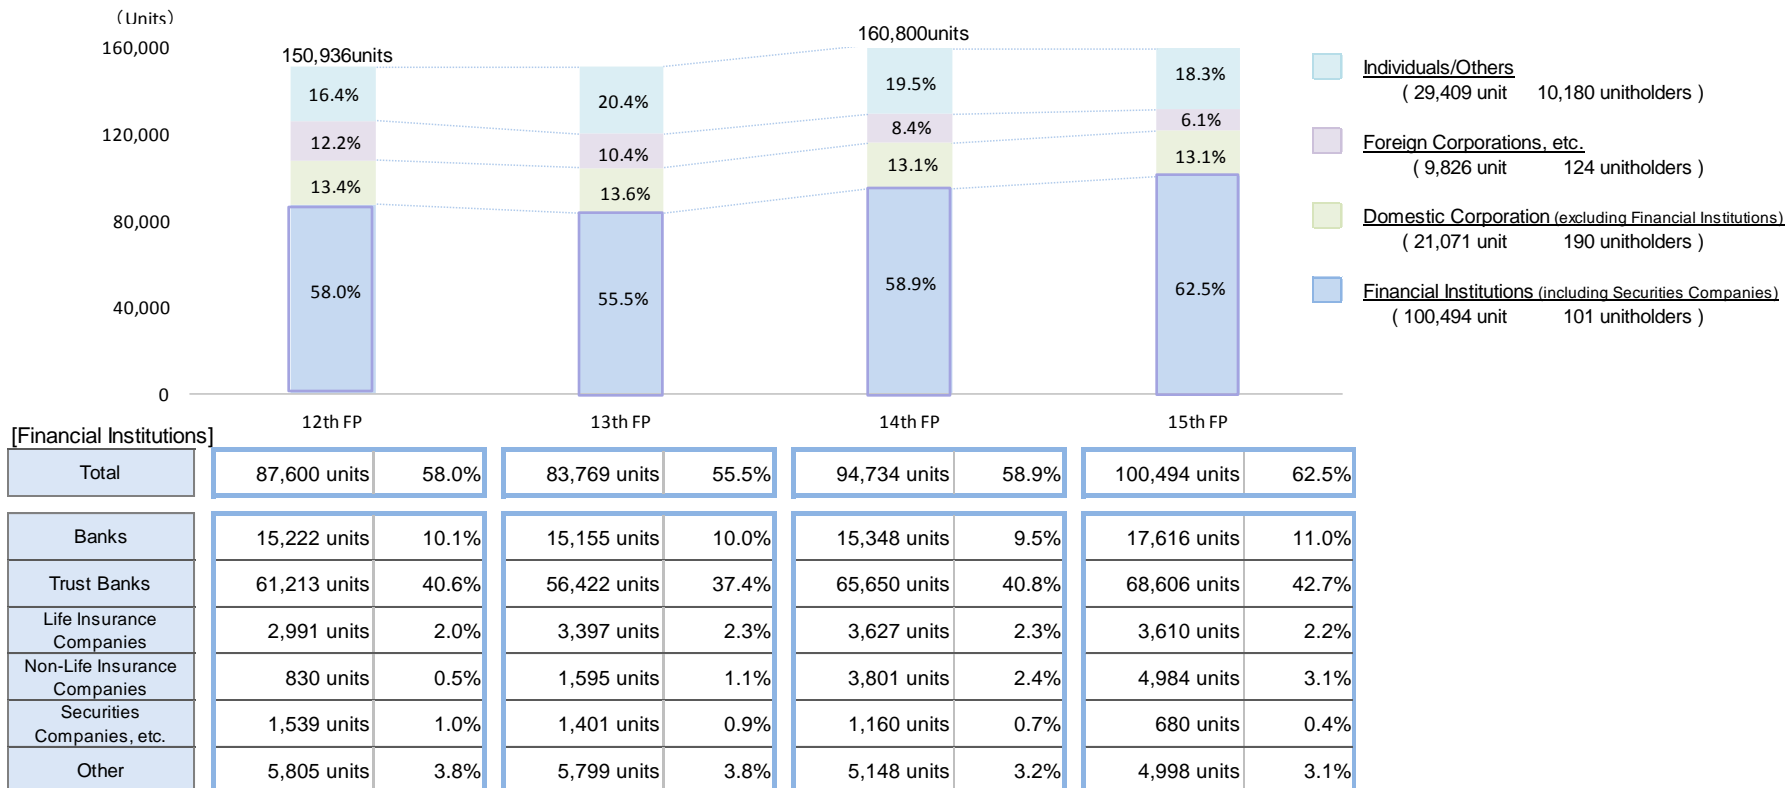 （Units）
160,000
120,000
80,000
40,000
0
150,936units
160,800units
16.4%
12.2%
13.4%
58.0%
20.4%
10.4%
13.6%
55.5%
19.5%
8.4%
13.1%
58.9%
18.3%
6.1%
13.1%
62.5%
12th FP
13th FP
14th FP
15th FP
Individuals/Others
( 29,409 unit 10,180 unitholders )
Foreign Corporations, etc.
( 9,826 unit 124 unitholders )
Domestic Corporation (excluding Financial Institutions)
( 21,071 unit 190 unitholders )
Financial Institutions (including Securities Companies)
( 100,494 unit 101 unitholders )
[Financial Institutions]
Total 87,600 units 58.0% 83,769 units 55.5% 94,734 units 58.9% 100,494 units 62.5%
Banks 15,222 units 10.1% 15,155 units 10.0% 15,348 units 9.5% 17,616 units 11.0%
Trust Banks 61,213 units 40.6% 56,422 units 37.4% 65,650 units 40.8% 68,606 units 42.7%
Life Insurance
Companies 2,991 units 2.0% 3,397 units 2.3% 3,627 units 2.3% 3,610 units 2.2%
Non-Life Insurance
Companies 830 units 0.5% 1,595 units 1.1% 3,801 units 2.4% 4,984 units 3.1%
Securities
Companies, etc. 1,539 units 1.0% 1,401 units 0.9% 1,160 units 0.7% 680 units 0.4%
Other 5,805 units 3.8% 5,799 units 3.8% 5,148 units 3.2% 4,998 units 3.1%